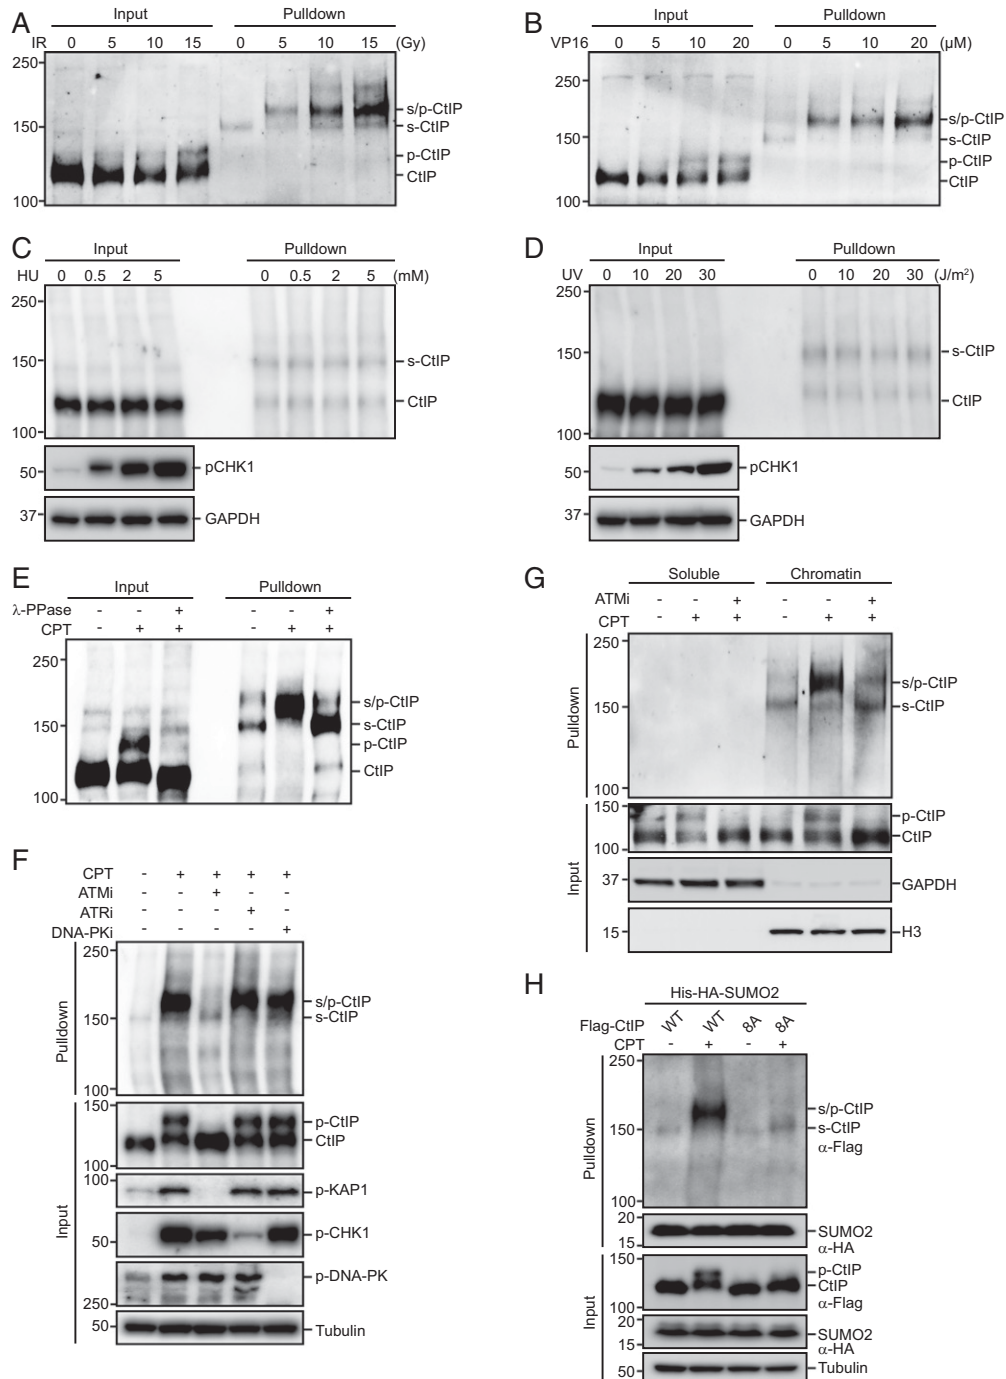 A
Input Pulldown
IR 0 5 10 15 0 5 10 15 (Gy)
250
150
100
s/p-CtIP
s-CtIP
p-CtIP
CtIP
B
Input Pulldown
VP16 0 5 10 20 0 5 10 20 (µM)
250
150
100
s/p-CtIP
s-CtIP
p-CtIP
CtIP
C
Input Pulldown
HU 0 0.5 2 5 0 0.5 2 5 (mM)
250
150
100
s-CtIP
CtIP
50
pCHK1
37
GAPDH
D
Input Pulldown
UV 0 10 20 30 0 10 20 30 (J/m²)
250
150
100
s-CtIP
CtIP
50
pCHK1
37
GAPDH
E
Input Pulldown
λ-PPase - - + - - +
CPT - + + - + +
250
150
100
s/p-CtIP
s-CtIP
p-CtIP
CtIP
F
CPT - + + + +
ATMi - - + - -
ATRi - - - + -
DNA-PKi - - - - +
Pulldown
250
150
100
s/p-CtIP
s-CtIP
Input
150
100
p-CtIP
CtIP
100
p-KAP1
50
p-CHK1
250
p-DNA-PK
50
Tubulin
G
Soluble Chromatin
ATMi - - + - - +
CPT - + + - + +
Pulldown
250
150
100
s/p-CtIP
s-CtIP
Input
150
100
p-CtIP
CtIP
37
GAPDH
15
H3
H
His-HA-SUMO2
Flag-CtIP WT WT 8A 8A
CPT - + - +
Pulldown
250
150
100
s/p-CtIP
s-CtIP
α-Flag
20
15
SUMO2
α-HA
Input
150
100
p-CtIP
CtIP
α-Flag
20
15
SUMO2
α-HA
50
Tubulin